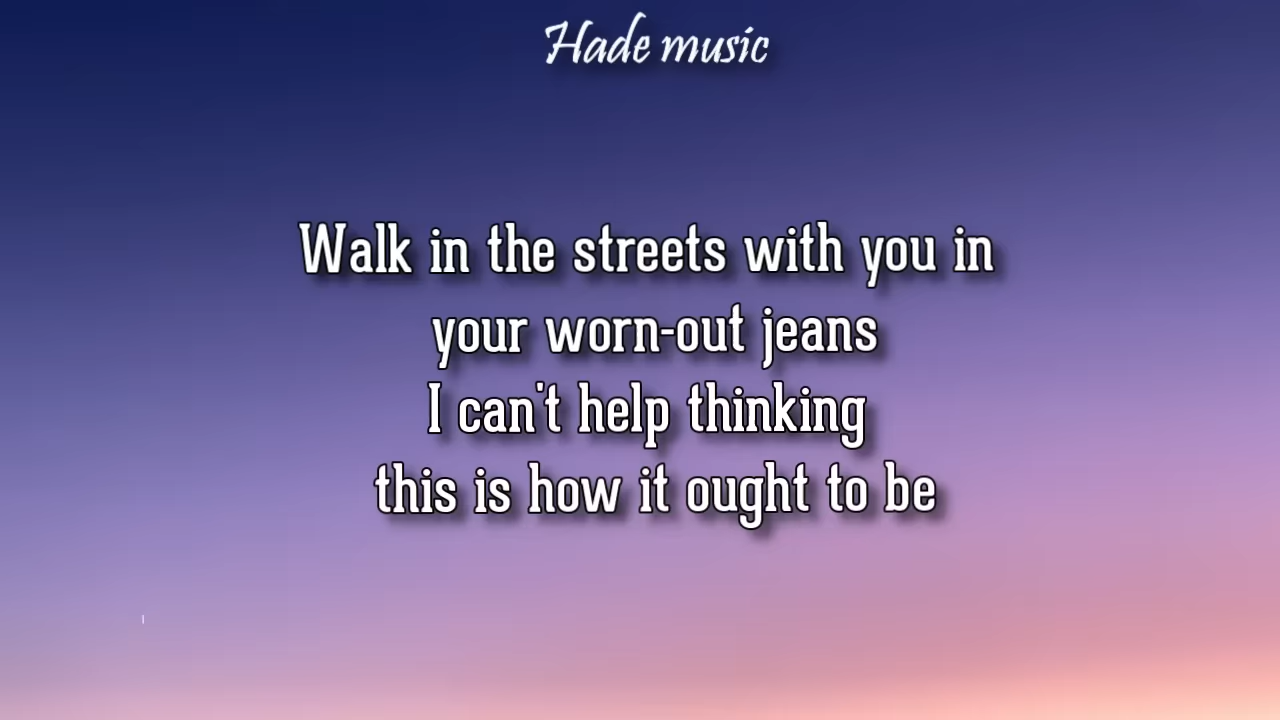 Hade music
Walk in the streets with you in
your worn-out jeans
I can't help thinking
this is how it ought to be